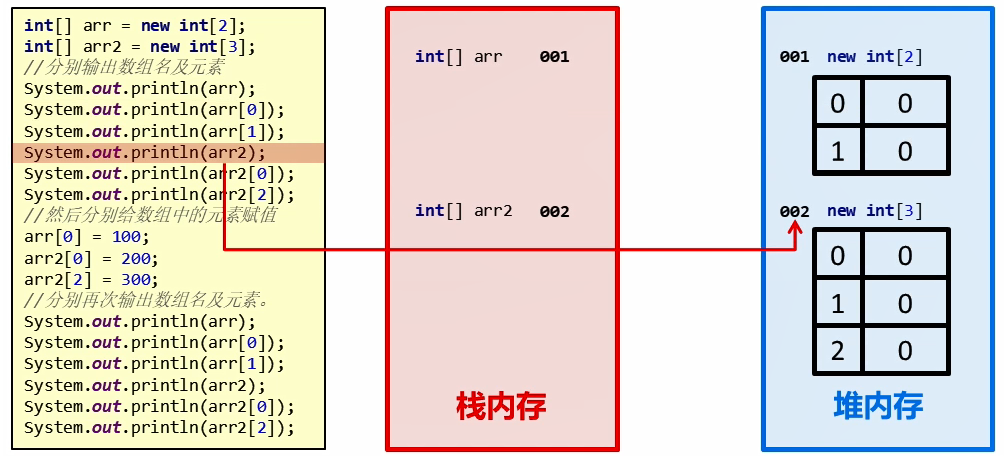 int[] arr = new int[2];
int[] arr2 = new int[3];
//分别输出数组名及元素
System.out.println(arr);
System.out.println(arr[0]);
System.out.println(arr[1]);
System.out.println(arr2);
System.out.println(arr2[0]);
System.out.println(arr2[2]);
//然后分别给数组中的元素赋值
arr[0] = 100;
arr2[0] = 200;
arr2[2] = 300;
//分别再次输出数组名及元素。
System.out.println(arr);
System.out.println(arr[0]);
System.out.println(arr[1]);
System.out.println(arr2);
System.out.println(arr2[0]);
System.out.println(arr2[2]);
int[] arr 001
int[] arr2 002
栈内存
001 new int[2]
0 0
1 0
002 new int[3]
0 0
1 0
2 0
堆内存